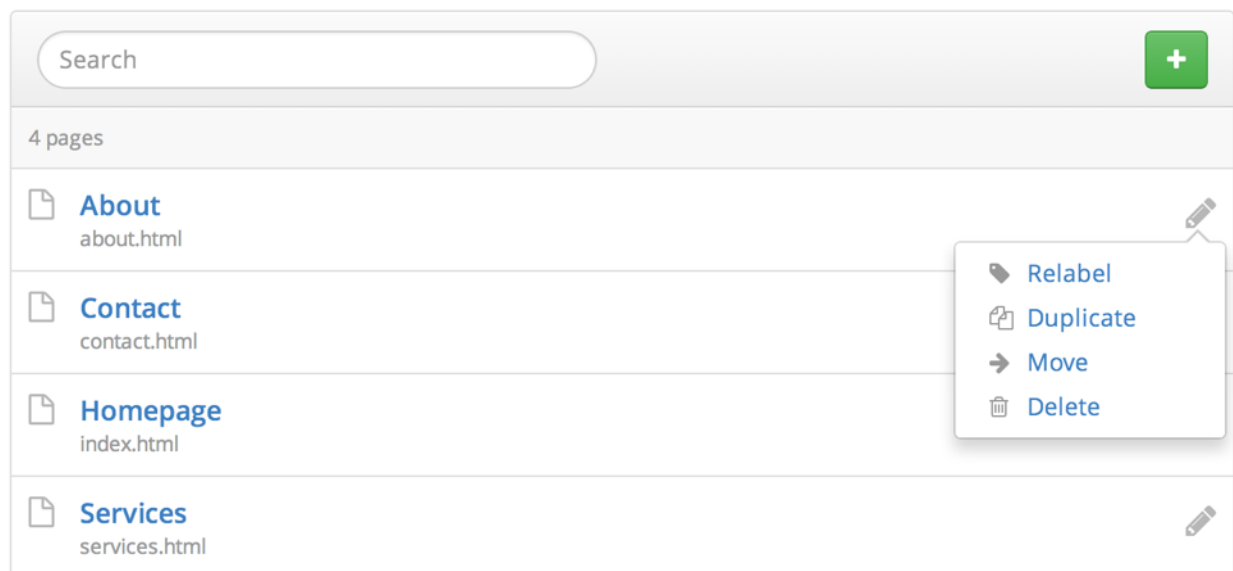 Search
+
4 pages
About
about.html
Relabel
Contact
Duplicate
contact.html
Move
Homepage
Delete
index.html
Services
services.html